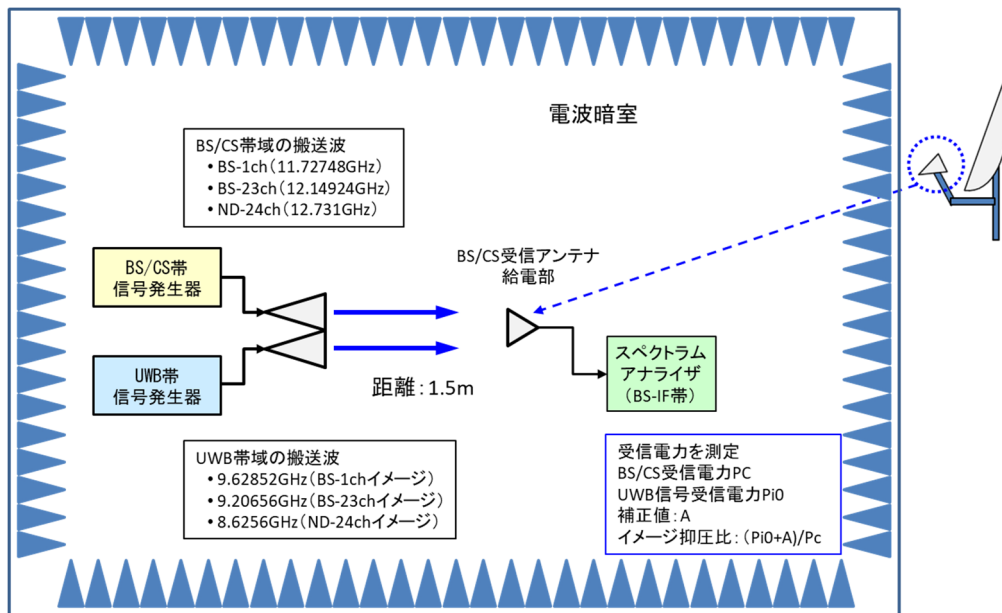 電波暗室
BS/CS帯域の搬送波
• BS-1ch(11.72748GHz)
• BS-23ch(12.14924GHz)
• ND-24ch(12.731GHz)
BS/CS帯
信号発生器
BS/CS受信アンテナ
給電部
UWB帯
信号発生器
距離:1.5m
スペクトラム
アナライザ
(BS-IF帯)
UWB帯域の搬送波
• 9.62852GHz(BS-1chイメージ)
• 9.20656GHz(BS-23chイメージ)
• 8.6256GHz(ND-24chイメージ)
受信電力を測定
BS/CS受信電力PC
UWB信号受信電力Pi0
補正値:A
イメージ抑圧比:(Pi0+A)/Pc